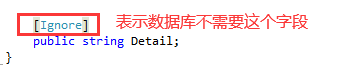 [Ignore] 表示数据库不需要这个字段
public string Detail;
}